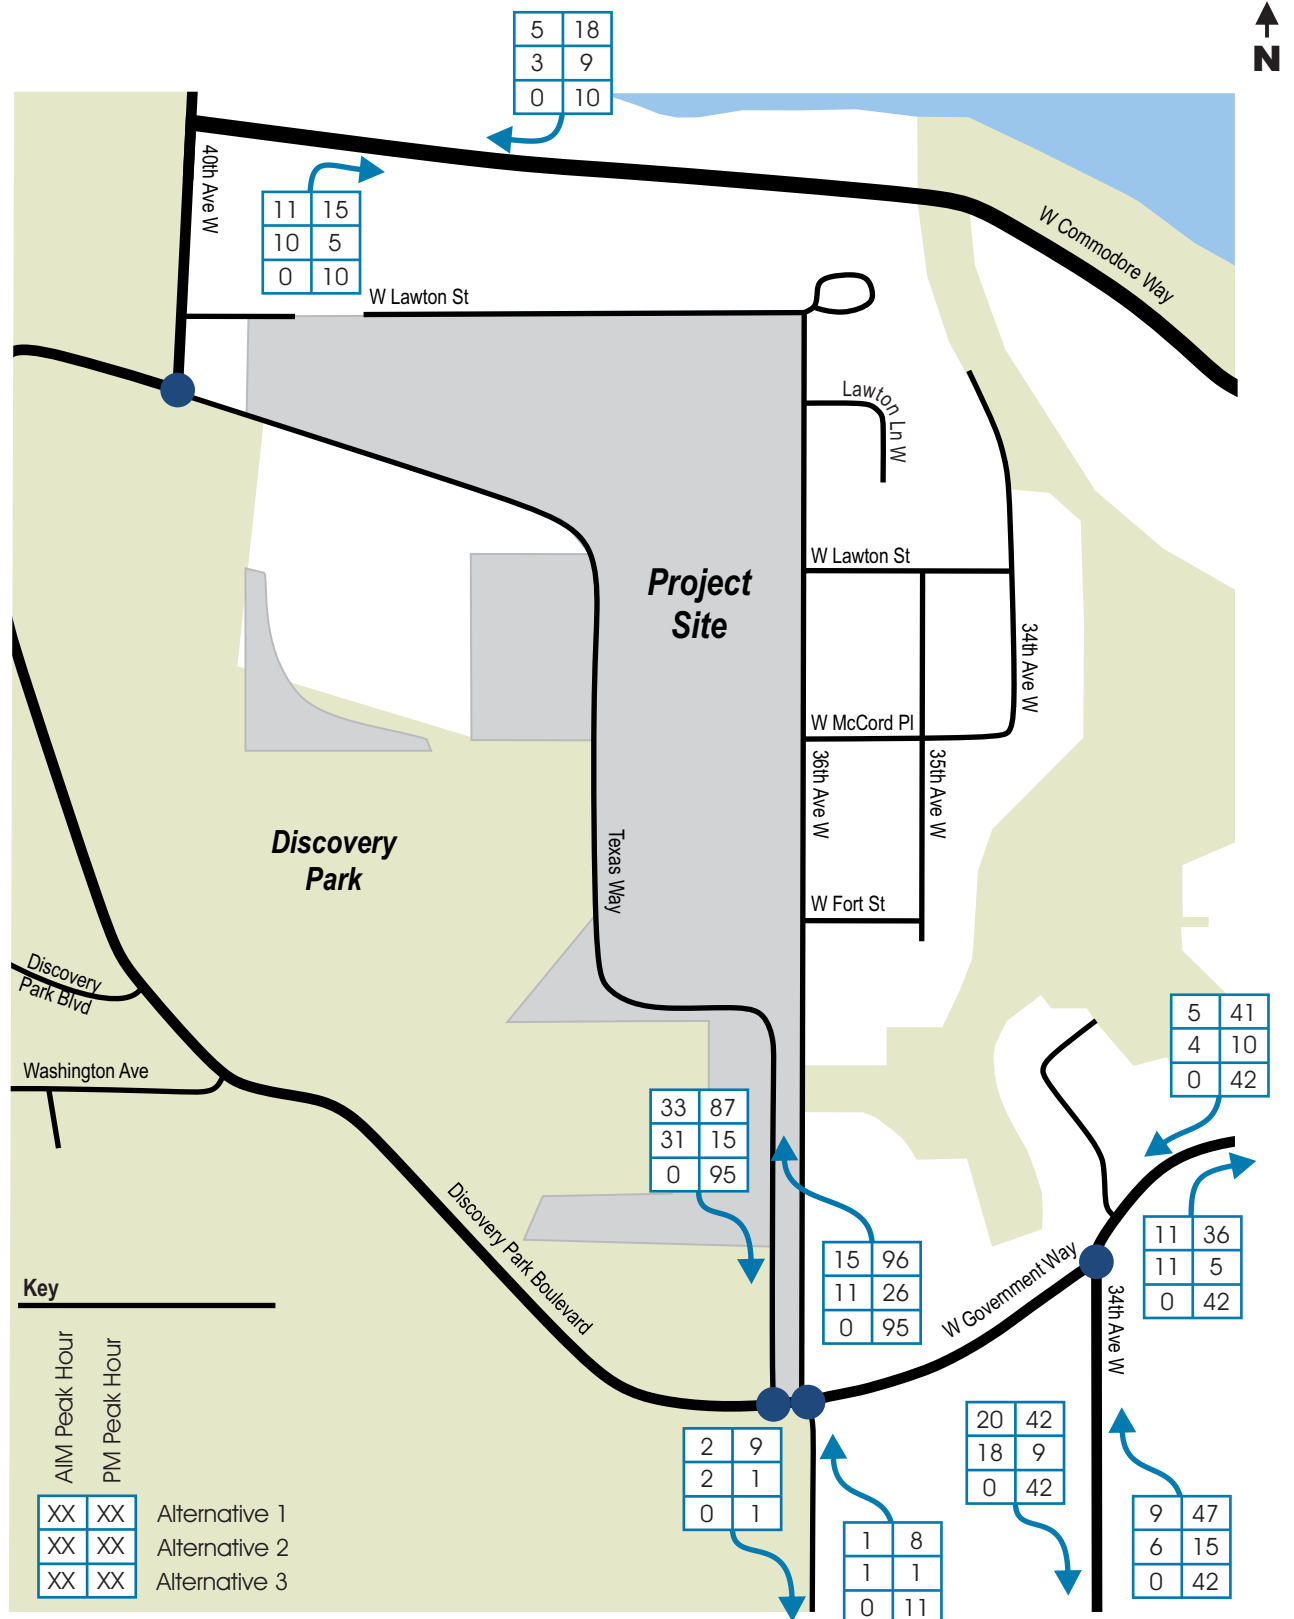 5 18
3 9
0 10
N
40th Ave W
11 15
10 5
0 10
W Commodore Way
W Lawton St
Lawton Ln W
W Lawton St
Project
Site
34th Ave W
W McCord Pl
36th Ave W
35th Ave W
Discovery
Park
Texas Way
W Fort St
Discovery
Park Blvd
Washington Ave
5 41
4 10
0 42
33 87
31 15
0 95
Discovery Park Boulevard
15 96
11 26
0 95
W Government Way
11 36
11 5
0 42
34th Ave W
Key
AIM Peak Hour
PM Peak Hour
XX XX Alternative 1
XX XX Alternative 2
XX XX Alternative 3
2 9
2 1
0 1
1 8
1 1
0 11
20 42
18 9
0 42
9 47
6 15
0 42